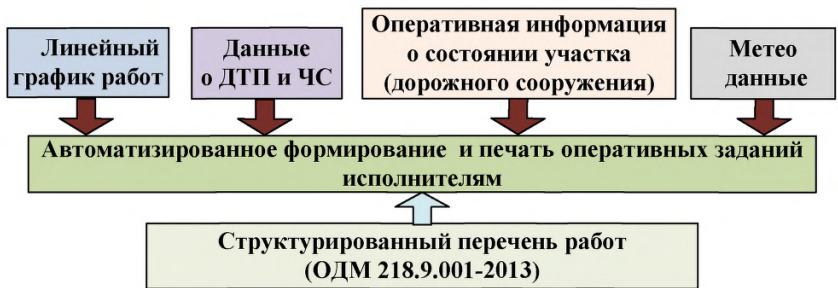 Линейный
график работ
Данные
о ДТП и ЧС
Оперативная информация
о состоянии участка
(дорожного сооружения)
Метео
данные
Автоматизированное формирование и печать оперативных заданий
исполнителям
Структурированный перечень работ
(ОДМ 218.9.001-2013)